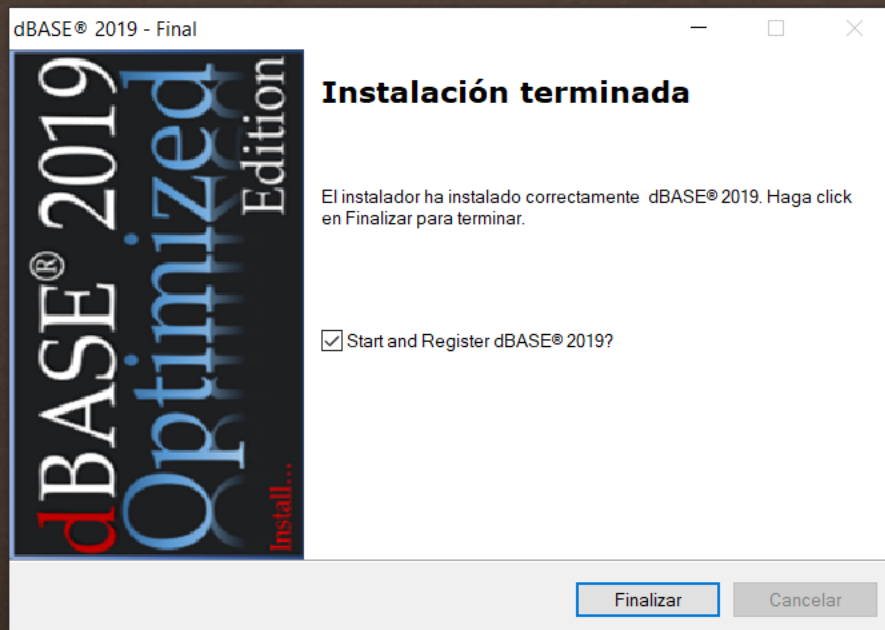 dBASE® 2019 - Final
dBASE® 2019
Optimized
Edition
Install...
Instalación terminada
El instalador ha instalado correctamente dBASE® 2019. Haga click
en Finalizar para terminar.
Start and Register dBASE® 2019?
Finalizar
Cancelar